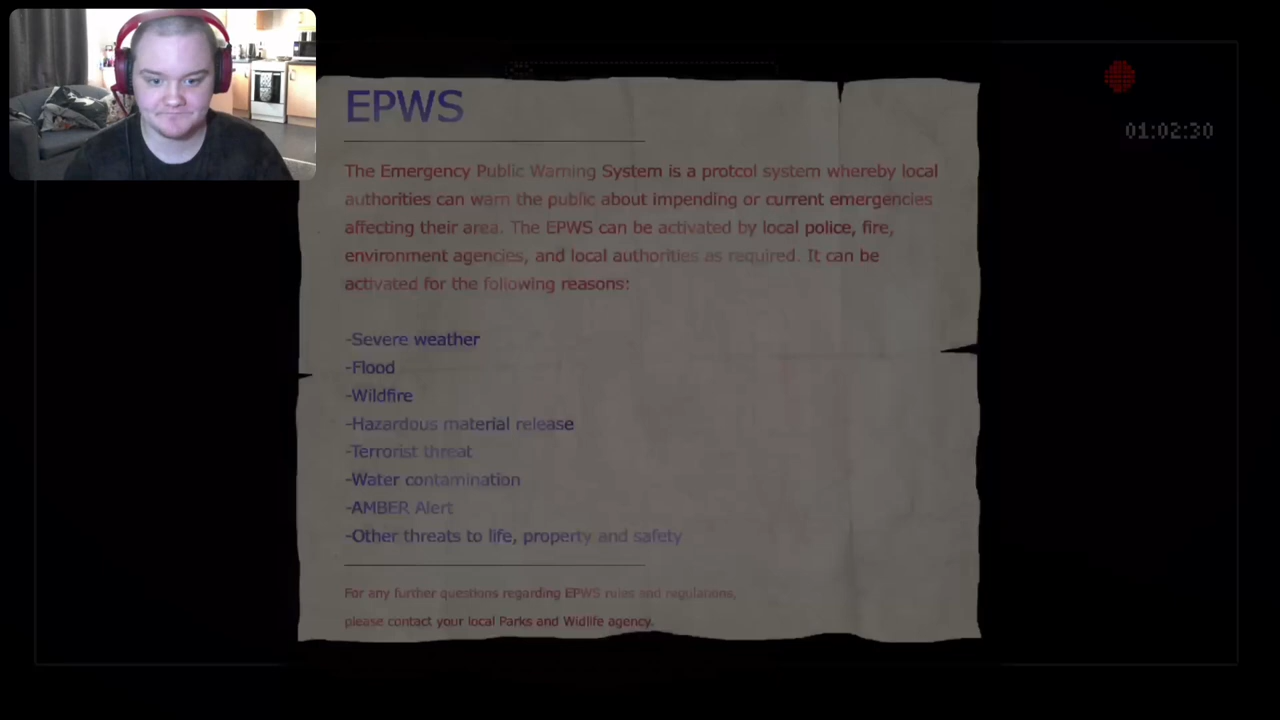 EPWS
01:02:30
The Emergency Public Warning System is a protcol system whereby local
authorities can warn the public about impending or current emergencies
affecting their area. The EPWS can be activated by local police, fire,
environment agencies, and local authorities as required. It can be
activated for the following reasons:
-Severe weather
-Flood
-Wildfire
-Hazardous material release
-Terrorist threat
-Water contamination
-AMBER Alert
-Other threats to life, property and safety
For any further questions regarding EPWS rules and regulations,
please contact your local Parks and Widlife agency.